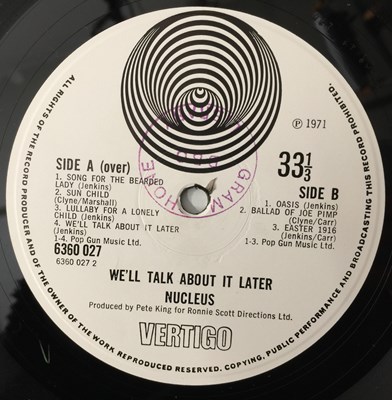 ALL RIGHTS OF THE RECORD PRODUCER AND OF THE OWNER OF THE WORK REPRODUCED RESERVED. COPYING, PUBLIC PERFORMANCE AND BROADCASTING OF THIS RECORD PROHIBITED.
℗ 1971
SIDE A (over)
1. SONG FOR THE BEARDED
LADY (Jenkins)
2. SUN CHILD
(Clyne/Marshall)
3. LULLABY FOR A LONELY
CHILD (Jenkins)
4. WE'LL TALK ABOUT IT LATER
(Jenkins)
1-4. Pop Gun Music Ltd.
6360 027
6360 027 2
33⅓
SIDE B
1. OASIS (Jenkins)
2. BALLAD OF JOE PIMP
(Clyne/Carr)
3. EASTER 1916
(Jenkins/Carr)
1-3. Pop Gun Music Ltd.
WE'LL TALK ABOUT IT LATER
NUCLEUS
Produced by Pete King for Ronnie Scott Directions Ltd.
VERTIGO